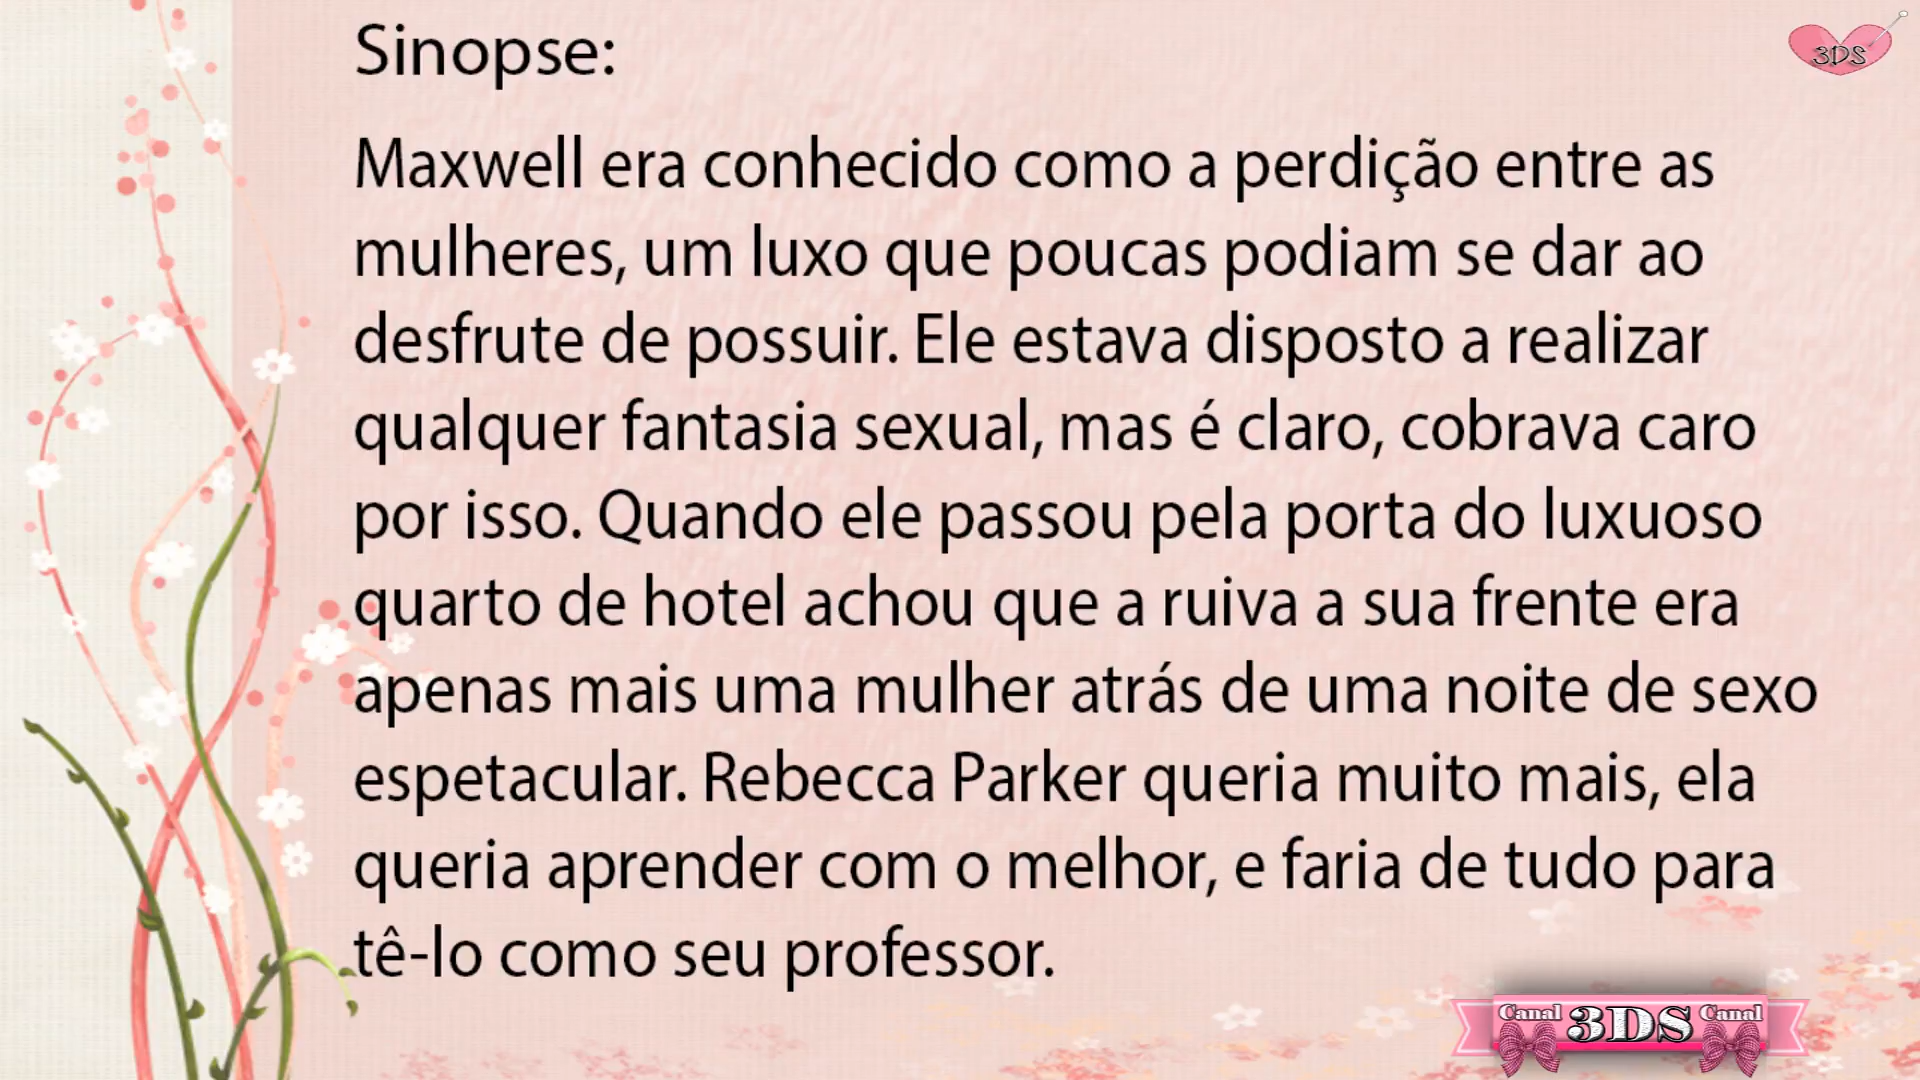 Sinopse:
3DS
Maxwell era conhecido como a perdição entre as
mulheres, um luxo que poucas podiam se dar ao
desfrute de possuir. Ele estava disposto a realizar
qualquer fantasia sexual, mas é claro, cobrava caro
por isso. Quando ele passou pela porta do luxuoso
quarto de hotel achou que a ruiva a sua frente era
apenas mais uma mulher atrás de uma noite de sexo
espetacular. Rebecca Parker queria muito mais, ela
queria aprender com o melhor, e faria de tudo para
tê-lo como seu professor.
Canal 3DS Canal